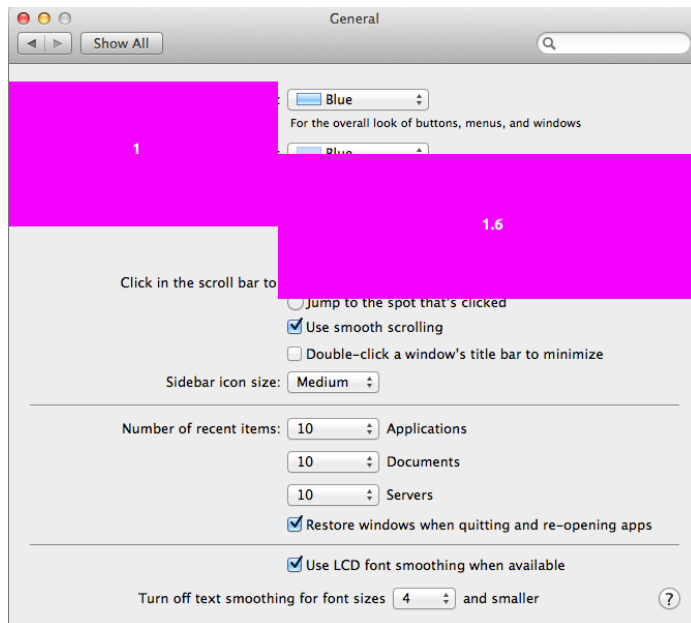 General
Show All
1
: Blue
For the overall look of buttons, menus, and windows
: Blue
1.6
Click in the scroll bar to
Jump to the spot that's clicked
Use smooth scrolling
Double-click a window's title bar to minimize
Sidebar icon size: Medium
Number of recent items: 10 Applications
10 Documents
10 Servers
Restore windows when quitting and re-opening apps
Use LCD font smoothing when available
Turn off text smoothing for font sizes 4 and smaller ?